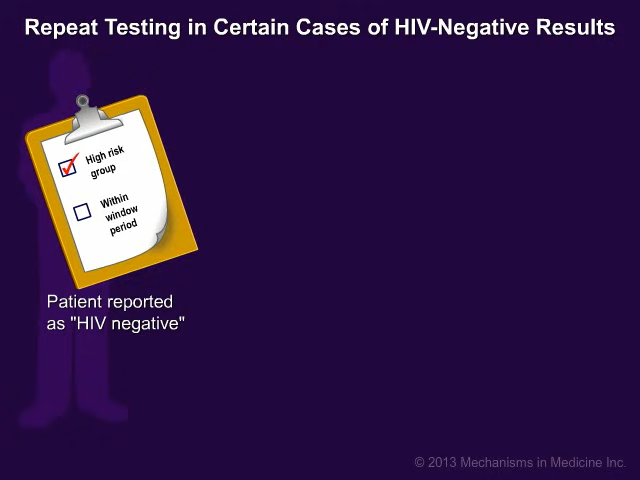 Repeat Testing in Certain Cases of HIV-Negative Results
High risk
group
Within
window
period
Patient reported
as "HIV negative"
© 2013 Mechanisms in Medicine Inc.